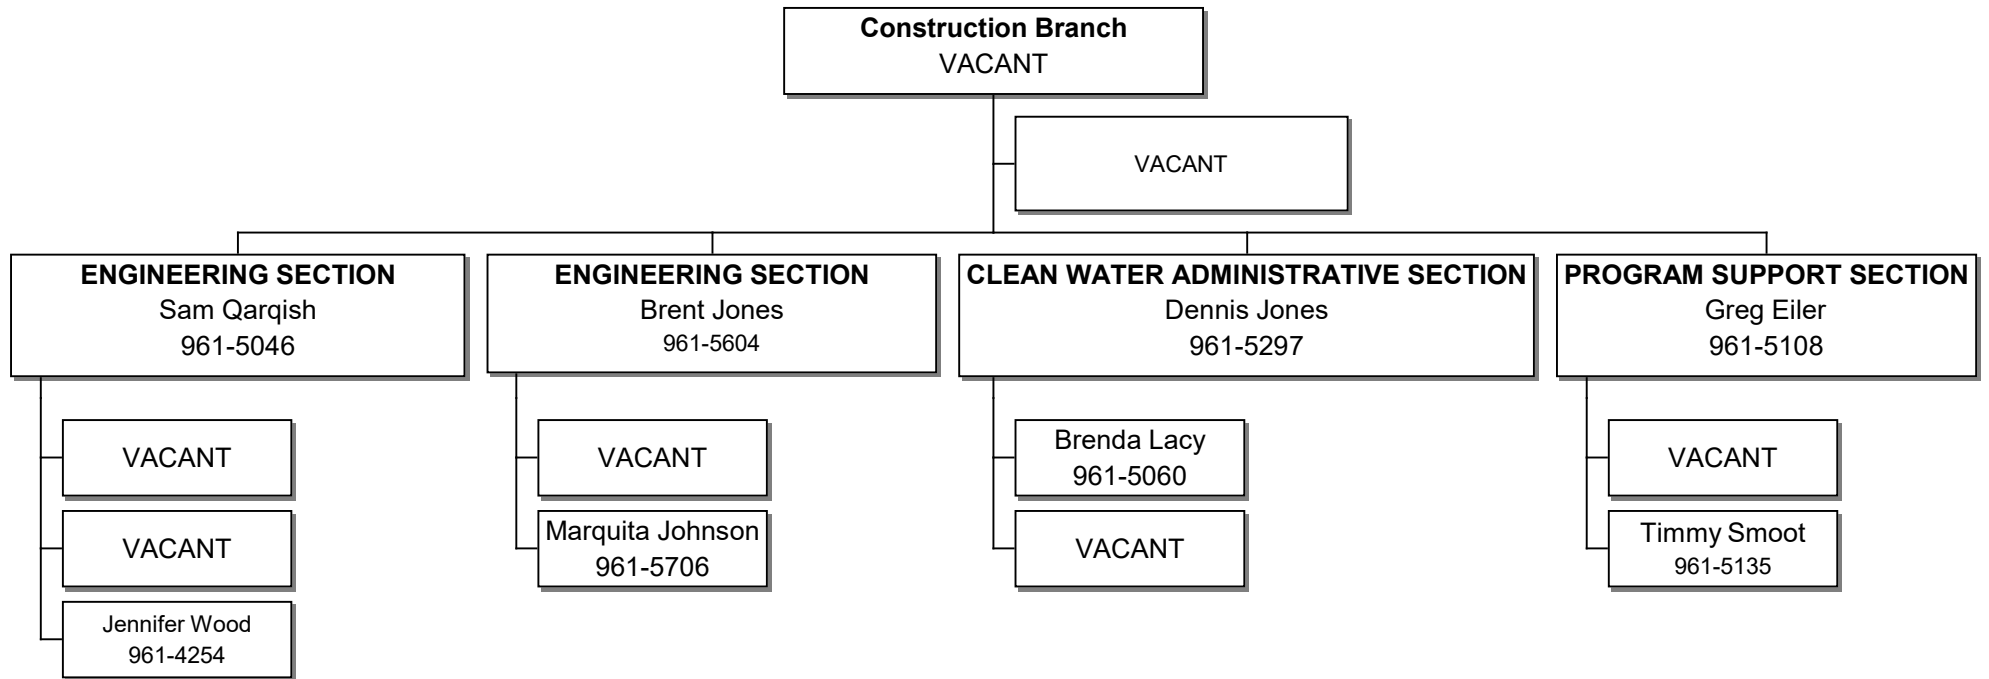 Construction Branch
VACANT
VACANT
ENGINEERING SECTION
Sam Qarqish
961-5046
ENGINEERING SECTION
Brent Jones
961-5604
CLEAN WATER ADMINISTRATIVE SECTION
Dennis Jones
961-5297
PROGRAM SUPPORT SECTION
Greg Eiler
961-5108
VACANT
VACANT
Jennifer Wood
961-4254
VACANT
Marquita Johnson
961-5706
Brenda Lacy
961-5060
VACANT
VACANT
Timmy Smoot
961-5135